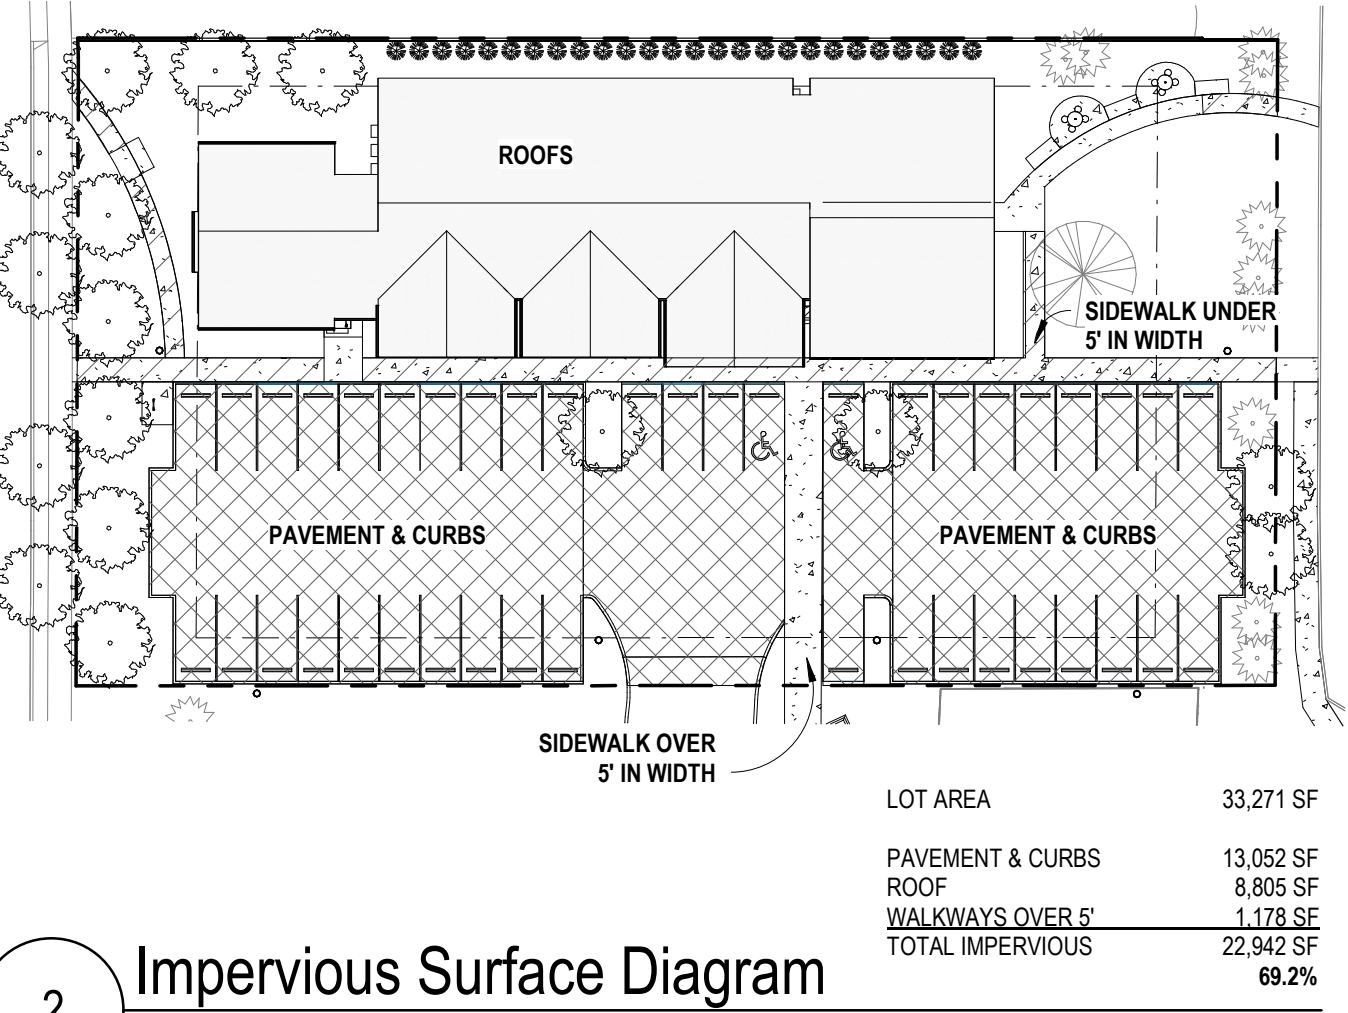 ROOFS
SIDEWALK UNDER
5' IN WIDTH
PAVEMENT & CURBS
PAVEMENT & CURBS
SIDEWALK OVER
5' IN WIDTH
LOT AREA 33,271 SF
PAVEMENT & CURBS 13,052 SF
ROOF 8,805 SF
WALKWAYS OVER 5' 1,178 SF
TOTAL IMPERVIOUS 22,942 SF
69.2%
2
Impervious Surface Diagram